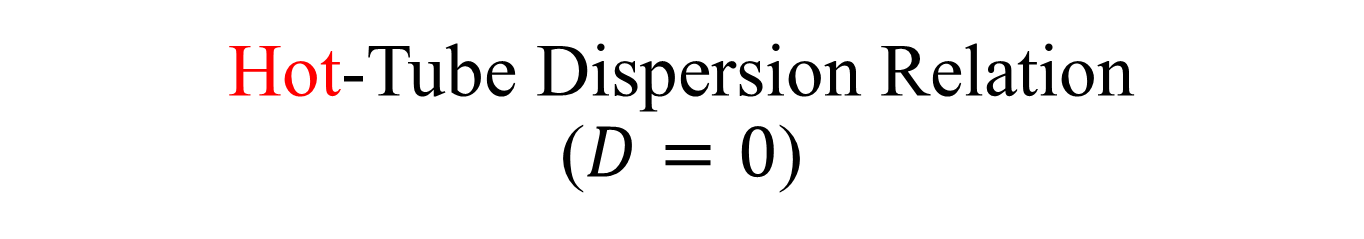 Hot-Tube Dispersion Relation
(D = 0)